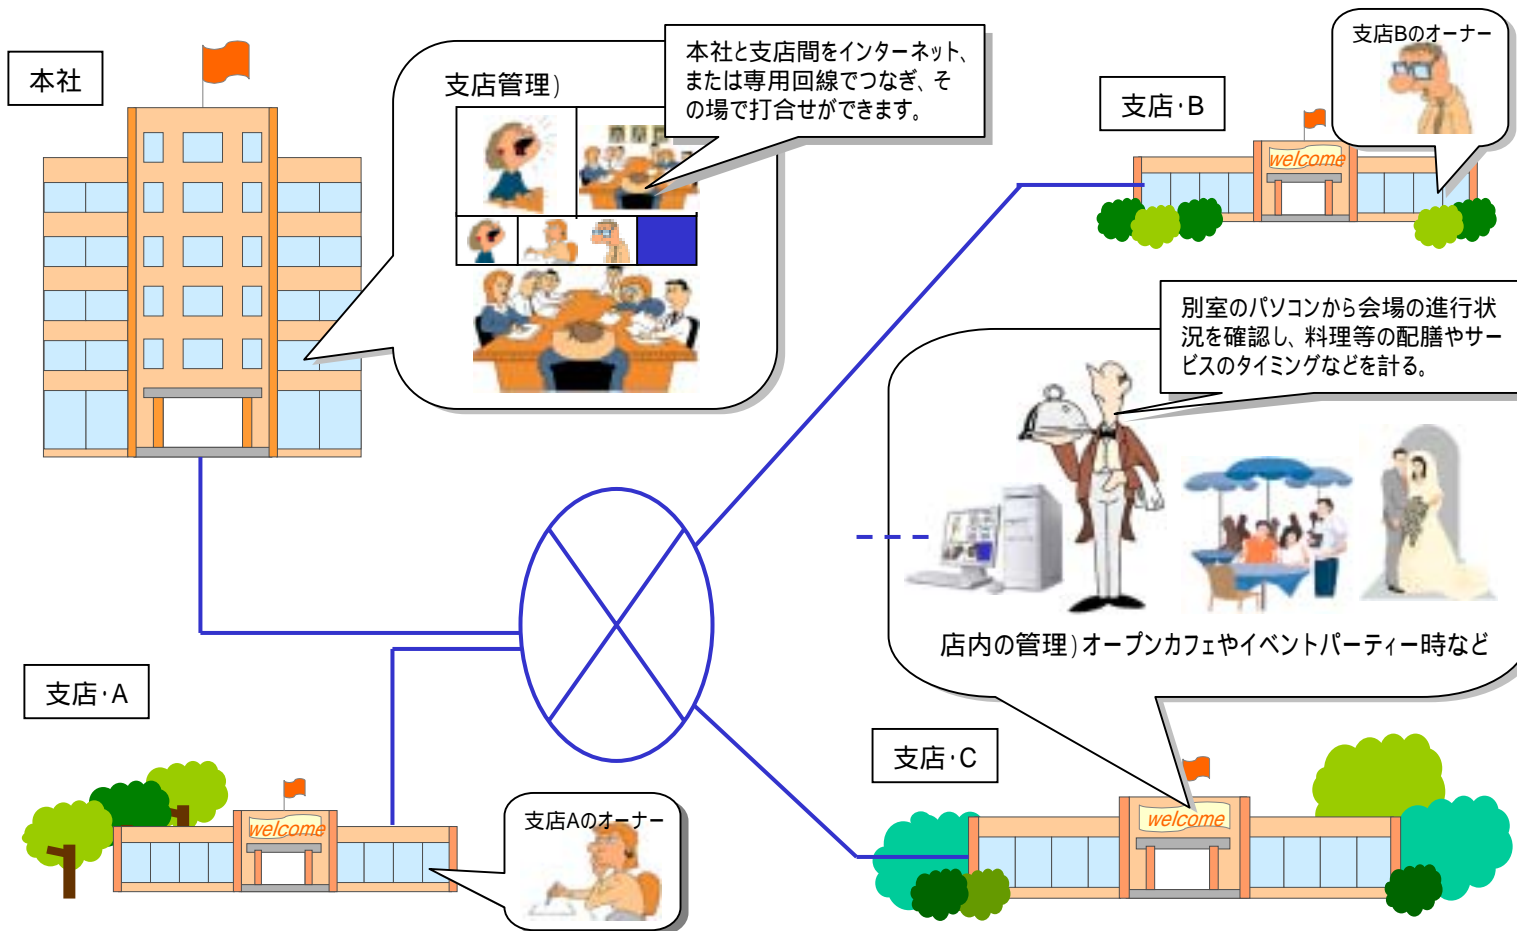 本社
支店管理）
本社と支店間をインターネット、
または専用回線でつなぎ、そ
の場で打合せができます。
支店・B
支店Bのオーナー
welcome
別室のパソコンから会場の進行状
況を確認し、料理等の配膳やサー
ビスのタイミングなどを計る。
店内の管理）オープンカフェやイベントパーティー時など
支店・A
welcome
支店Aのオーナー
支店・C
welcome